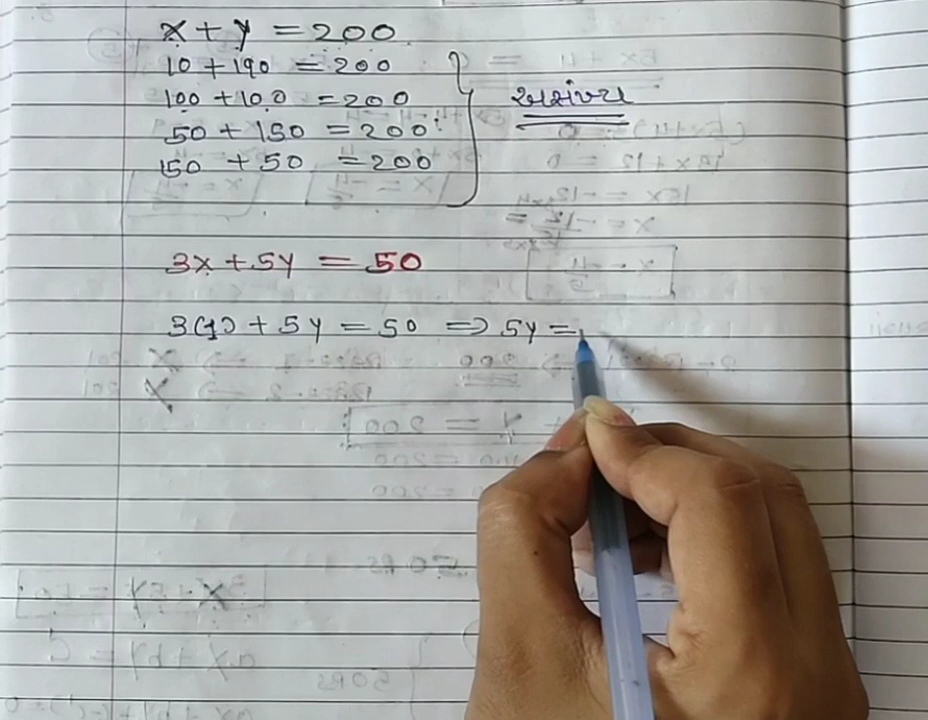 x + y = 200
10 + 190 = 200
100 + 100 = 200
અસંખ્ય
50 + 150 = 200
150 + 50 = 200
3x + 5y = 50
3(1) + 5y = 50 ⇒ 5y =